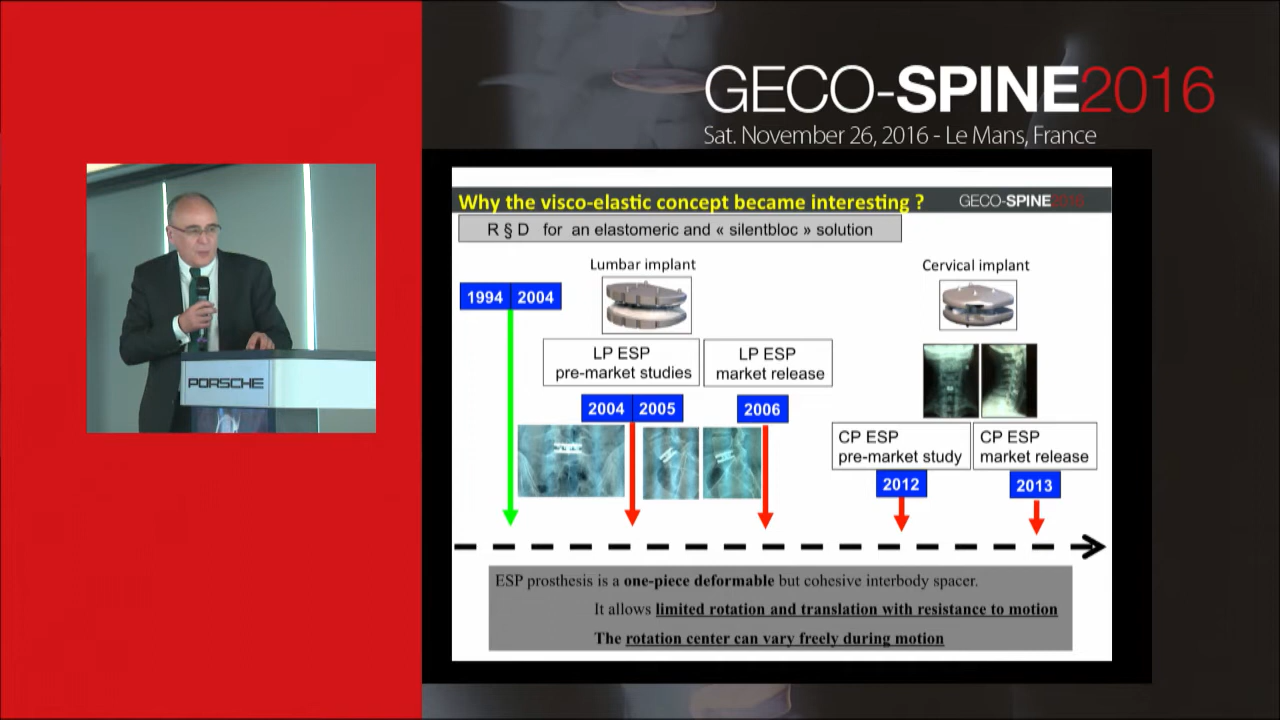 GECO-SPINE2016
Sat. November 26, 2016 - Le Mans, France
PORSCHE
Why the visco-elastic concept became interesting ?
GECO-SPINE2016
R § D for an elastomeric and « silentbloc » solution
Lumbar implant
Cervical implant
1994 2004
LP ESP
pre-market studies
LP ESP
market release
2004 2005
2006
CP ESP
pre-market study
CP ESP
market release
2012
2013
ESP prosthesis is a one-piece deformable but cohesive interbody spacer.
It allows limited rotation and translation with resistance to motion
The rotation center can vary freely during motion